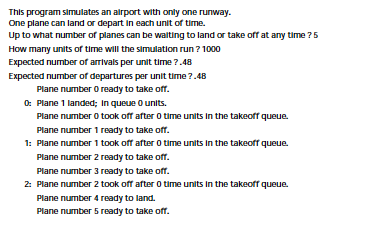 This program simulates an airport with only one runway.
One plane can land or depart in each unit of time.
Up to what number of planes can be waiting to land or take off at any time ? 5
How many units of time will the simulation run ? 1000
Expected number of arrivals per unit time ? .48
Expected number of departures per unit time ? .48
Plane number 0 ready to take off.
0: Plane 1 landed; in queue 0 units.
Plane number 0 took off after 0 time units in the takeoff queue.
Plane number 1 ready to take off.
1: Plane number 1 took off after 0 time units in the takeoff queue.
Plane number 2 ready to take off.
Plane number 3 ready to take off.
2: Plane number 2 took off after 0 time units in the takeoff queue.
Plane number 4 ready to land.
Plane number 5 ready to take off.